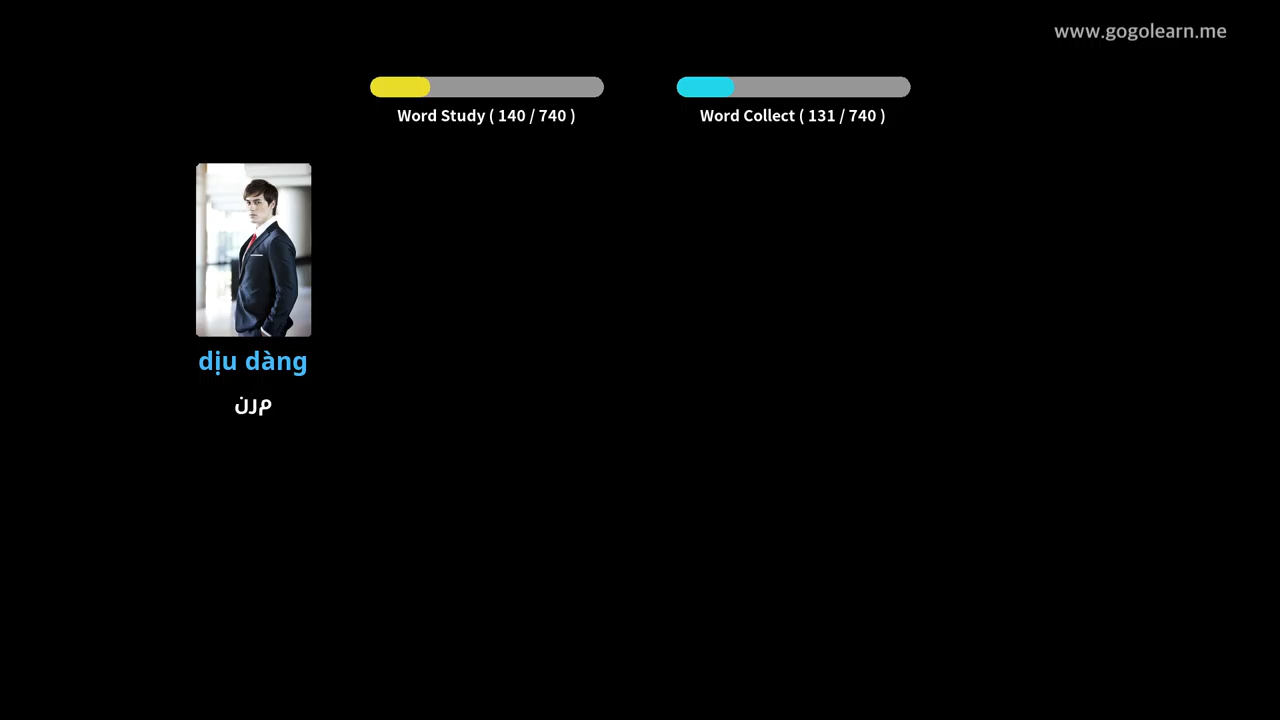 www.gogolearn.me
Word Study ( 140 / 740 )
Word Collect ( 131 / 740 )
dịu dàng
مرن